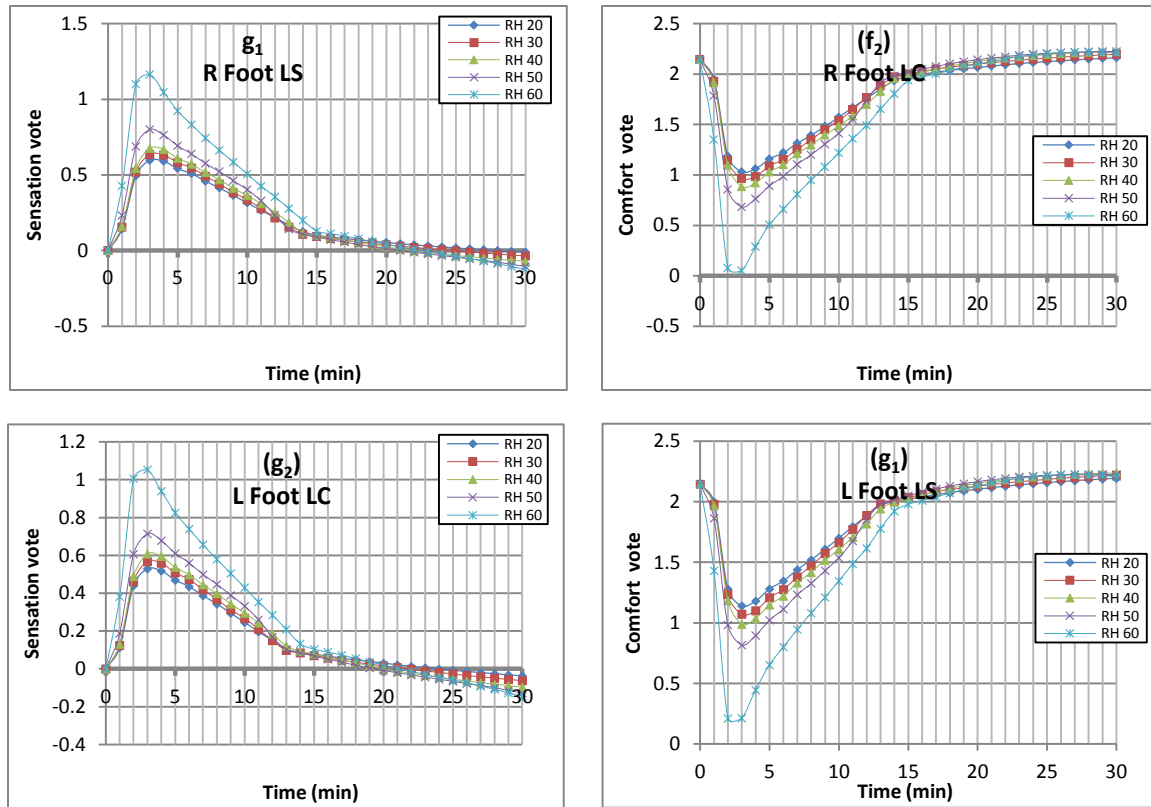 g1
R Foot LS
RH 20
RH 30
RH 40
RH 50
RH 60
1.5
1
0.5
0
-0.5
0 5 10 15 20 25 30
Sensation vote
Time (min)
(f2)
R Foot LC
RH 20
RH 30
RH 40
RH 50
RH 60
2.5
2
1.5
1
0.5
0
-0.5
0 5 10 15 20 25 30
Comfort vote
Time (min)
(g2)
L Foot LC
RH 20
RH 30
RH 40
RH 50
RH 60
1.2
1
0.8
0.6
0.4
0.2
0
-0.2
-0.4
0 5 10 15 20 25 30
Sensation vote
Time (min)
(g1)
L Foot LS
RH 20
RH 30
RH 40
RH 50
RH 60
2.5
2
1.5
1
0.5
0
0 5 10 15 20 25 30
Comfort vote
Time (min)